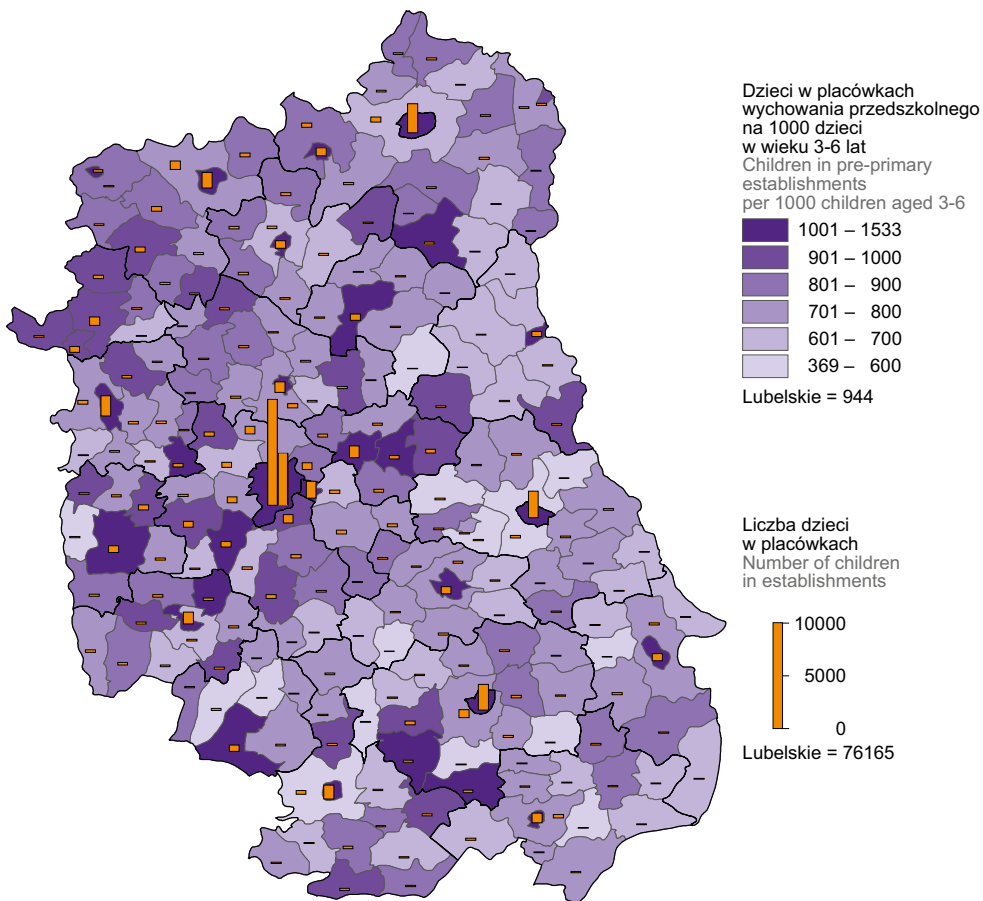 Dzieci w placówkach
wychowania przedszkolnego
na 1000 dzieci
w wieku 3-6 lat
Children in pre-primary
establishments
per 1000 children aged 3-6
1001 – 1533
901 – 1000
801 – 900
701 – 800
601 – 700
369 – 600
Lubelskie = 944
Liczba dzieci
w placówkach
Number of children
in establishments
10000
5000
0
Lubelskie = 76165